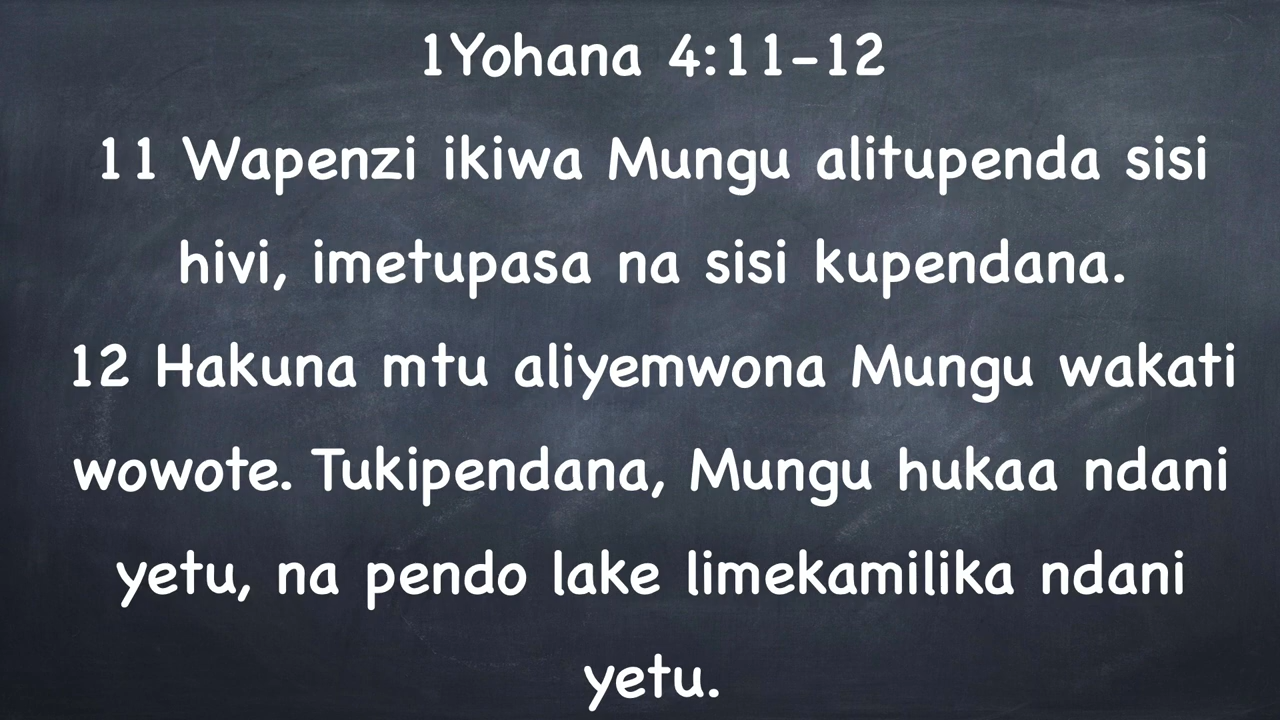 1Yohana 4:11-12
11 Wapenzi ikiwa Mungu alitupenda sisi
hivi, imetupasa na sisi kupendana.
12 Hakuna mtu aliyemwona Mungu wakati
wowote. Tukipendana, Mungu hukaa ndani
yetu, na pendo lake limekamilika ndani
yetu.